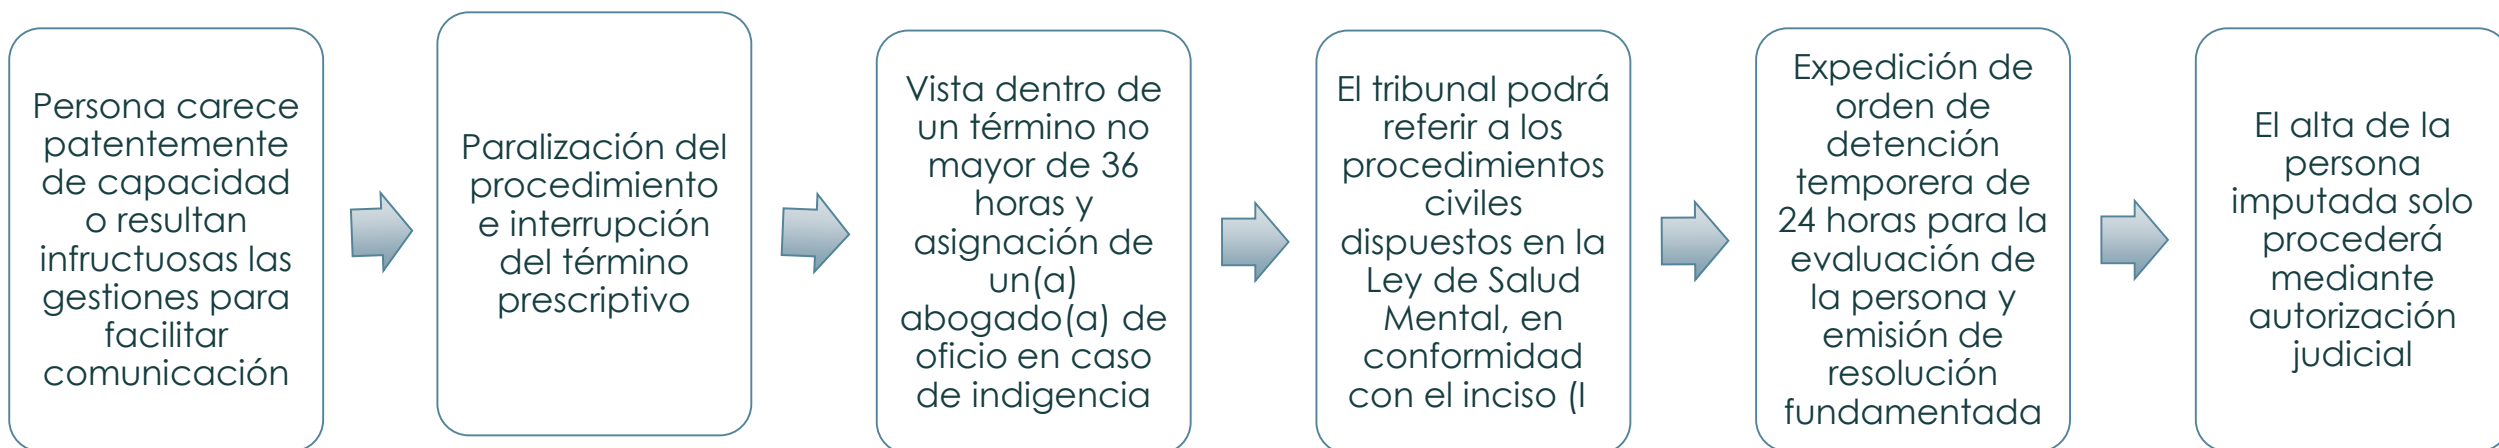 Persona carece
patentemente
de capacidad
o resultan
infructuosas las
gestiones para
facilitar
comunicación
Paralización del
procedimiento
e interrupción
del término
prescriptivo
Vista dentro de
un término no
mayor de 36
horas y
asignación de
un(a)
abogado(a) de
oficio en caso
de indigencia
El tribunal podrá
referir a los
procedimientos
civiles
dispuestos en la
Ley de Salud
Mental, en
conformidad
con el inciso (l
Expedición de
orden de
detención
temporera de
24 horas para la
evaluación de
la persona y
emisión de
resolución
fundamentada
El alta de la
persona
imputada solo
procederá
mediante
autorización
judicial